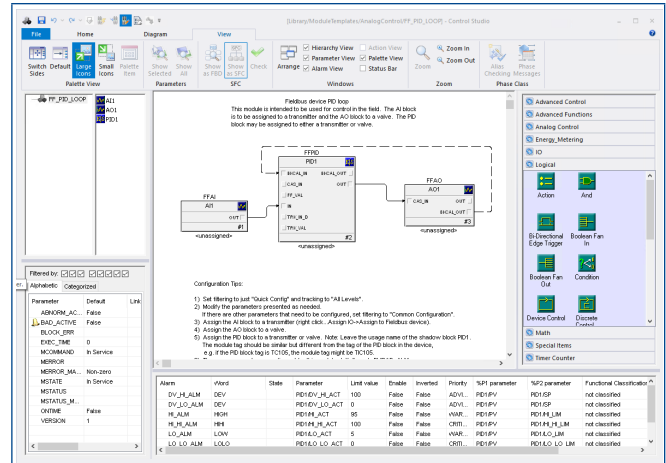 [Library/ModuleTemplates/AnalogControl/FF_PID_LOOP] - Control Studio
File Home Diagram View
Switch Sides
Default
Large Icons
Small Icons
Palette Item
Palette View
Show Selected
Show All
Parameters
Show as FBD
Show as SFC
Check
SFC
Arrange
Hierarchy View
Parameter View
Alarm View
Action View
Palette View
Status Bar
Windows
Zoom
Zoom In
Zoom Out
Zoom
Alias Checking
Phase Messages
Phase Class
FF_PID_LOOP
AI1
AO1
PID1
Fieldbus device PID loop
This module is intended to be used for control in the field. The AI block
is to be assigned to a transmitter and the AO block to a valve. The PID
block may be assigned to either a transmitter or valve.
FFPID
PID1
BKCAL_IN BKCAL_OUT
CAS_IN OUT
FF_VAL
IN
TRK_IN_D
TRK_VAL
#2
<unassigned>
FFAI
AI1
OUT
#1
<unassigned>
FFAO
AO1
CAS_IN OUT
BKCAL_OUT
#3
<unassigned>
Configuration Tips:
1) Set filtering to just "Quick Config" and tracking to "All Levels".
2) Modify the parameters presented as needed.
If there are other parameters that need to be configured, set filtering to "Common Configuration".
3) Assign the AI block to a transmitter (right click...Assign IO->Assign to Fieldbus device).
4) Assign the AO block to a valve.
5) Assign the PID block to a transmitter or valve. Note: Leave the usage name of the shadow block PID1.
The module tag should be similar but different from the tag of the PID block in the device,
e.g. if the PID block tag is TC105, the module tag might be TIC105.
Advanced Control
Advanced Functions
Analog Control
Energy_Metering
IO
Logical
Action
And
Bi-Directional Edge Trigger
Boolean Fan In
Boolean Fan Out
Condition
Device Control
Discrete Control
Math
Special Items
Timer Counter
er.
Filtered by:
Alphabetic Categorized
Parameter Default Link
ABNORM_AC... False
BAD_ACTIVE False
BLOCK_ERR
EXEC_TIME 0
MCOMMAND In Service
MERROR
MERROR_MA... Non-zero
MSTATE In Service
MSTATUS
MSTATUS_M...
ONTIME False
VERSION 1
Alarm Word State Parameter Limit value Enable Inverted Priority %P1 parameter %P2 parameter Functional Classification
DV_HI_ALM DEV PID1/DV_HI_ACT 100 False False ADVI... PID1/PV PID1/SP not classified
DV_LO_ALM DEV PID1/DV_LO_ACT 0 False False ADVI... PID1/PV PID1/SP not classified
HI_ALM HIGH PID1/HI_ACT 95 False False WAR... PID1/PV PID1/HI_LIM not classified
HI_HI_ALM HIHI PID1/HI_HI_ACT 100 False False CRITI... PID1/PV PID1/HI_HI_LIM not classified
LO_ALM LOW PID1/LO_ACT 5 False False WAR... PID1/PV PID1/LO_LIM not classified
LO_LO_ALM LOLO PID1/LO_LO_ACT 0 False False CRITI... PID1/PV PID1/LO_LO_LIM not classified